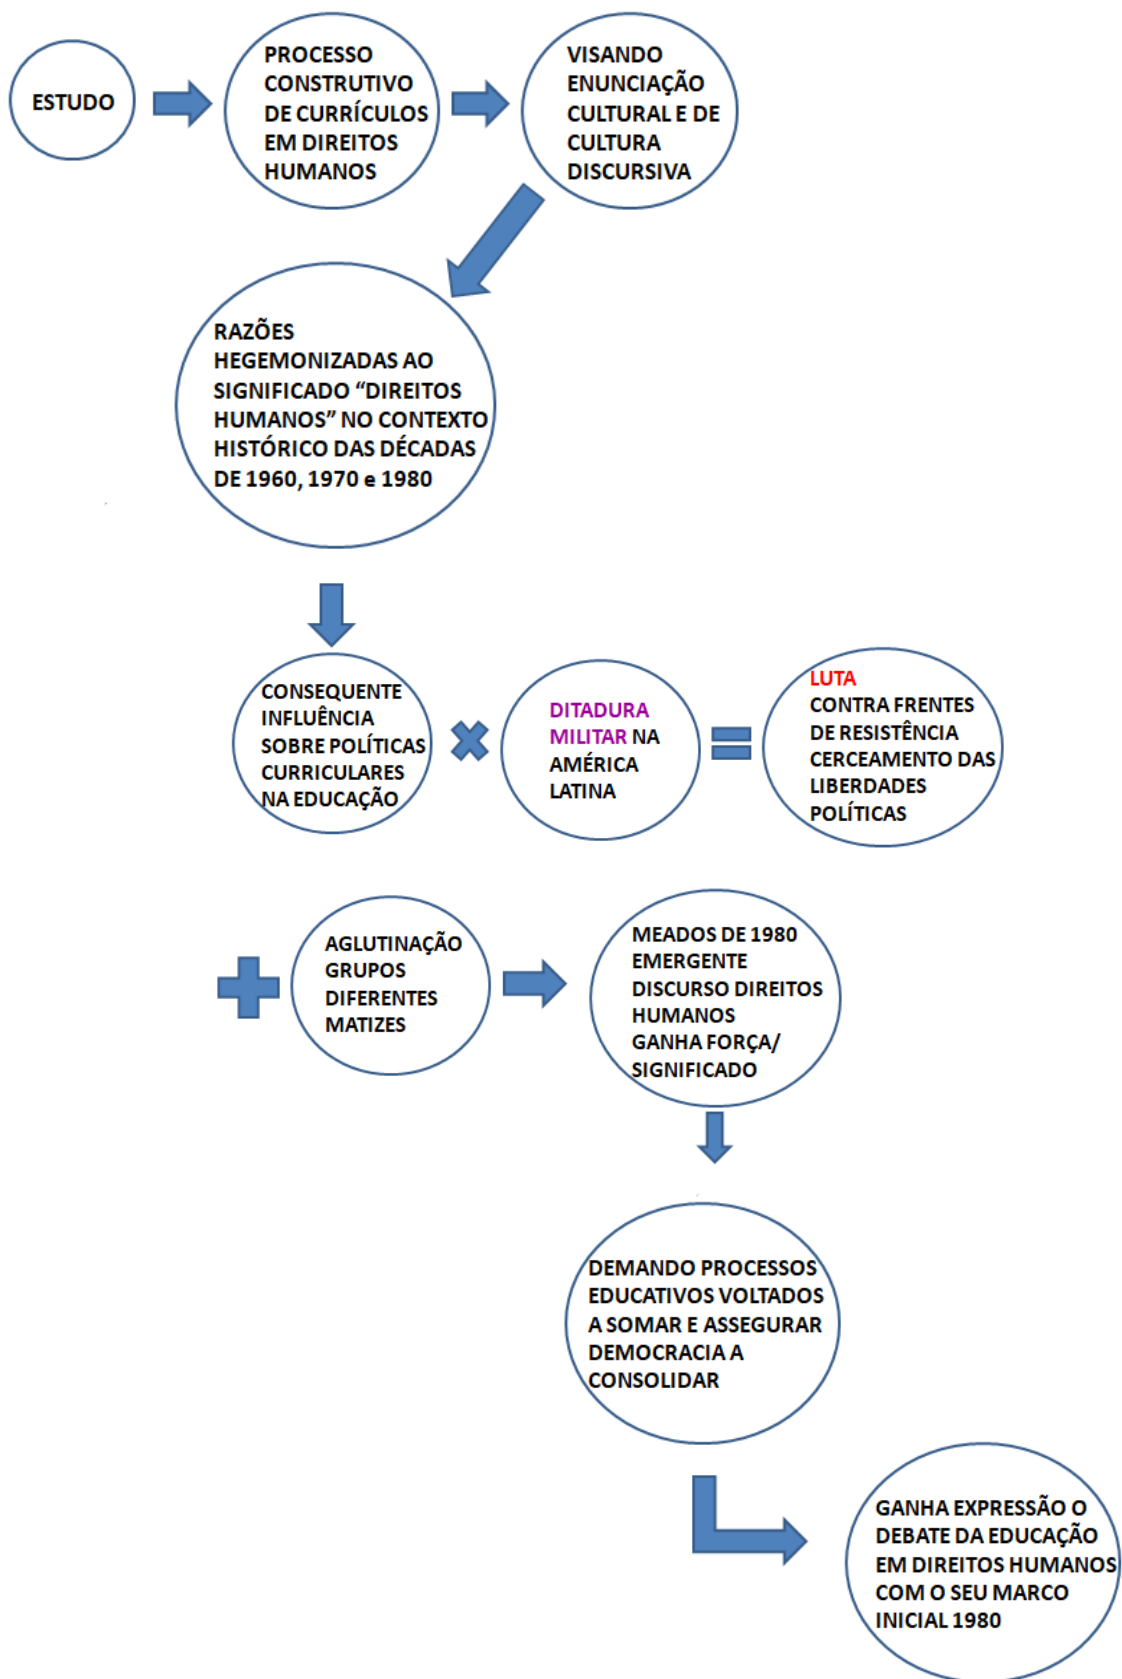 ESTUDO
PROCESSO
CONSTRUTIVO
DE CURRÍCULOS
EM DIREITOS
HUMANOS
VISANDO
ENUNCIAÇÃO
CULTURAL E DE
CULTURA
DISCURSIVA
RAZÕES
HEGEMONIZADAS AO
SIGNIFICADO “DIREITOS
HUMANOS” NO CONTEXTO
HISTÓRICO DAS DÉCADAS
DE 1960, 1970 e 1980
CONSEQUENTE
INFLUÊNCIA
SOBRE POLÍTICAS
CURRICULARES
NA EDUCAÇÃO
DITADURA
MILITAR NA
AMÉRICA
LATINA
LUTA
CONTRA FRENTES
DE RESISTÊNCIA
CERCEAMENTO DAS
LIBERDADES
POLÍTICAS
AGLUTINAÇÃO
GRUPOS
DIFERENTES
MATIZES
MEADOS DE 1980
EMERGENTE
DISCURSO DIREITOS
HUMANOS
GANHA FORÇA/
SIGNIFICADO
DEMANDO PROCESSOS
EDUCATIVOS VOLTADOS
A SOMAR E ASSEGURAR
DEMOCRACIA A
CONSOLIDAR
GANHA EXPRESSÃO O
DEBATE DA EDUCAÇÃO
EM DIREITOS HUMANOS
COM O SEU MARCO
INICIAL 1980